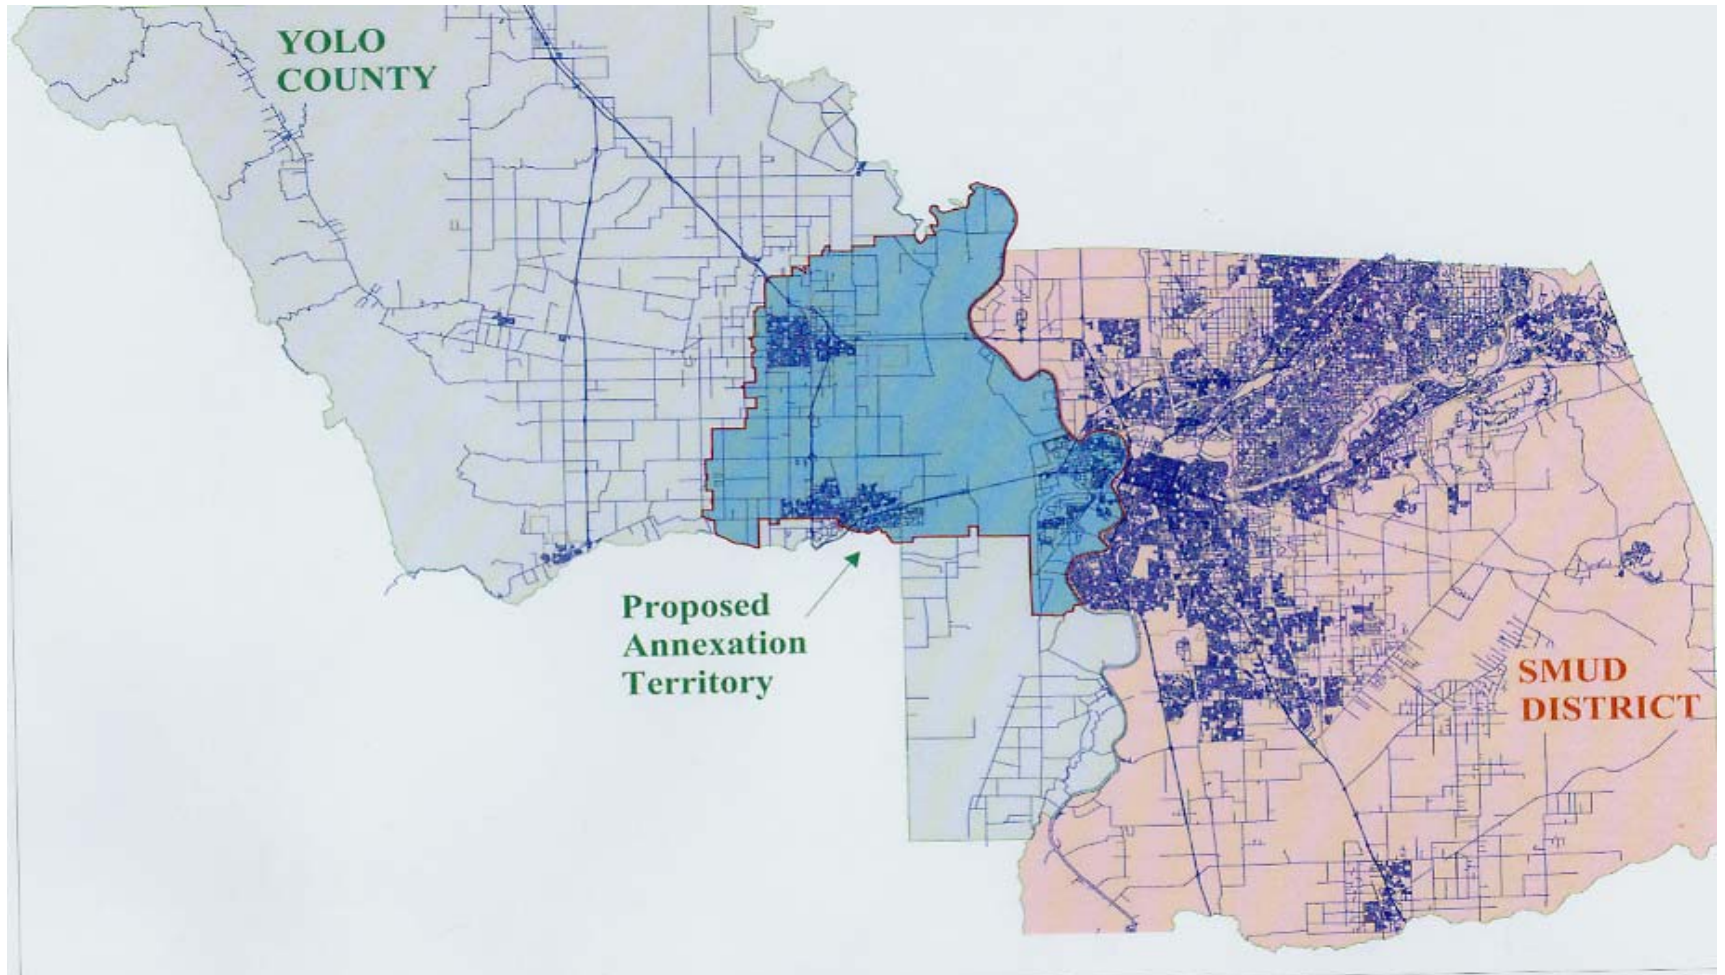 YOLO
COUNTY
Proposed
Annexation
Territory
SMUD
DISTRICT